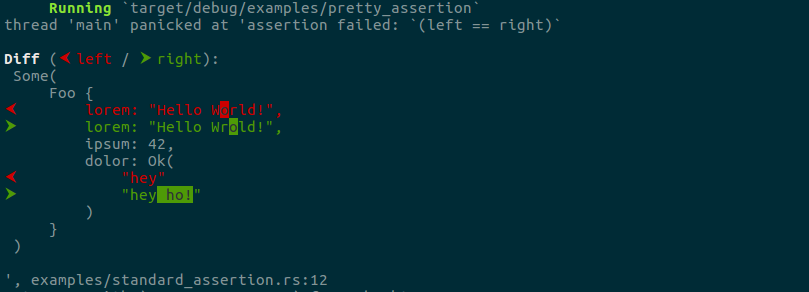 Running `target/debug/examples/pretty_assertion`
thread 'main' panicked at 'assertion failed: `(left == right)`
Diff (< left / > right):
Some(
Foo {
< lorem: "Hello World!",
> lorem: "Hello Wrold!",
ipsum: 42,
dolor: Ok(
< "hey"
> "hey ho!"
)
}
)
', examples/standard_assertion.rs:12